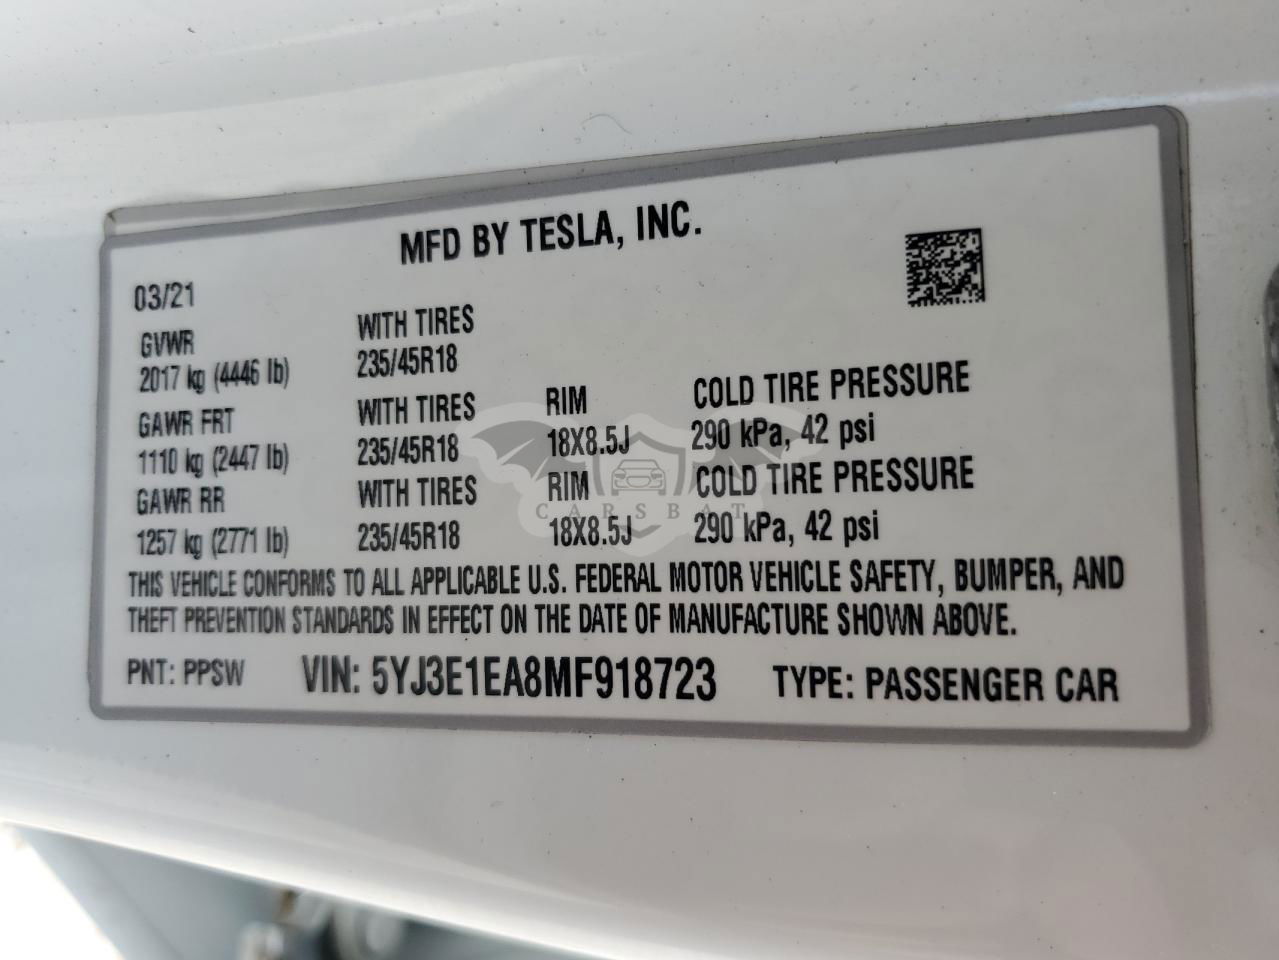 MFD BY TESLA, INC.
03/21
GVWR WITH TIRES
2017 kg (4446 lb) 235/45R18
GAWR FRT WITH TIRES RIM COLD TIRE PRESSURE
1110 kg (2447 lb) 235/45R18 18X8.5J 290 kPa, 42 psi
GAWR RR WITH TIRES RIM COLD TIRE PRESSURE
1257 kg (2771 lb) 235/45R18 18X8.5J 290 kPa, 42 psi
CARSBAT
THIS VEHICLE CONFORMS TO ALL APPLICABLE U.S. FEDERAL MOTOR VEHICLE SAFETY, BUMPER, AND
THEFT PREVENTION STANDARDS IN EFFECT ON THE DATE OF MANUFACTURE SHOWN ABOVE.
PNT: PPSW VIN: 5YJ3E1EA8MF918723 TYPE: PASSENGER CAR